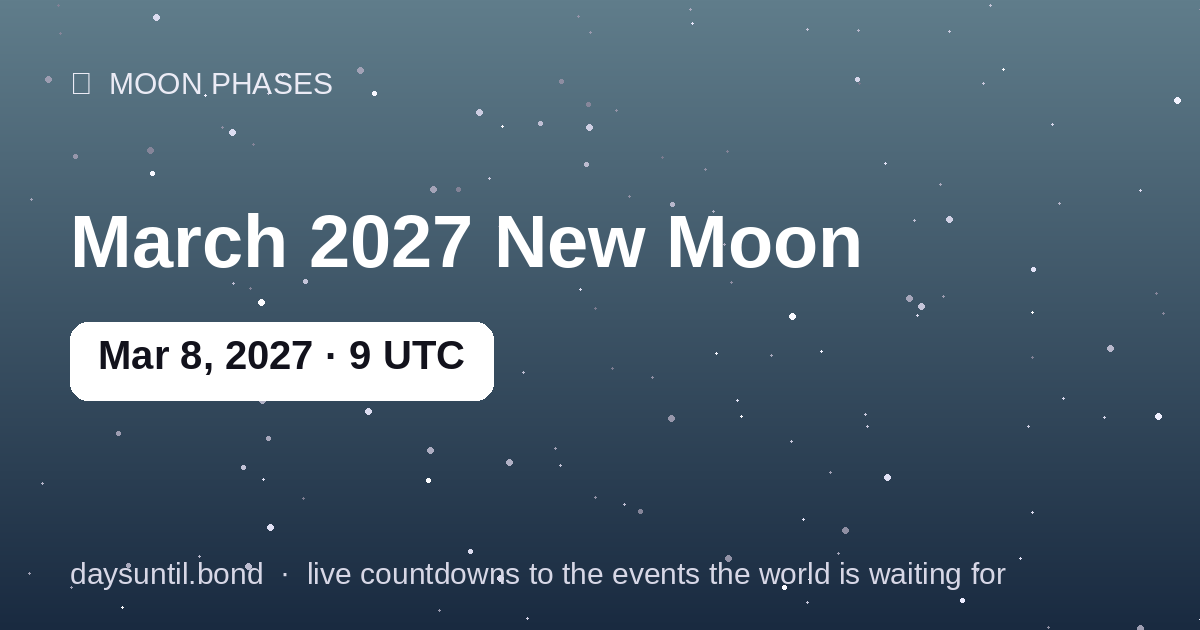 MOON PHASES
March 2027 New Moon
Mar 8, 2027 · 9 UTC
daysuntil.bond · live countdowns to the events the world is waiting for